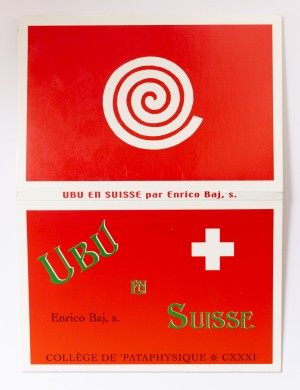 UBU EN SUISSE par Enrico Baj, s.
UBU
EN
Enrico Baj, s.
SUISSE
COLLÈGE DE 'PATAPHYSIQUE ✠ CXXXI